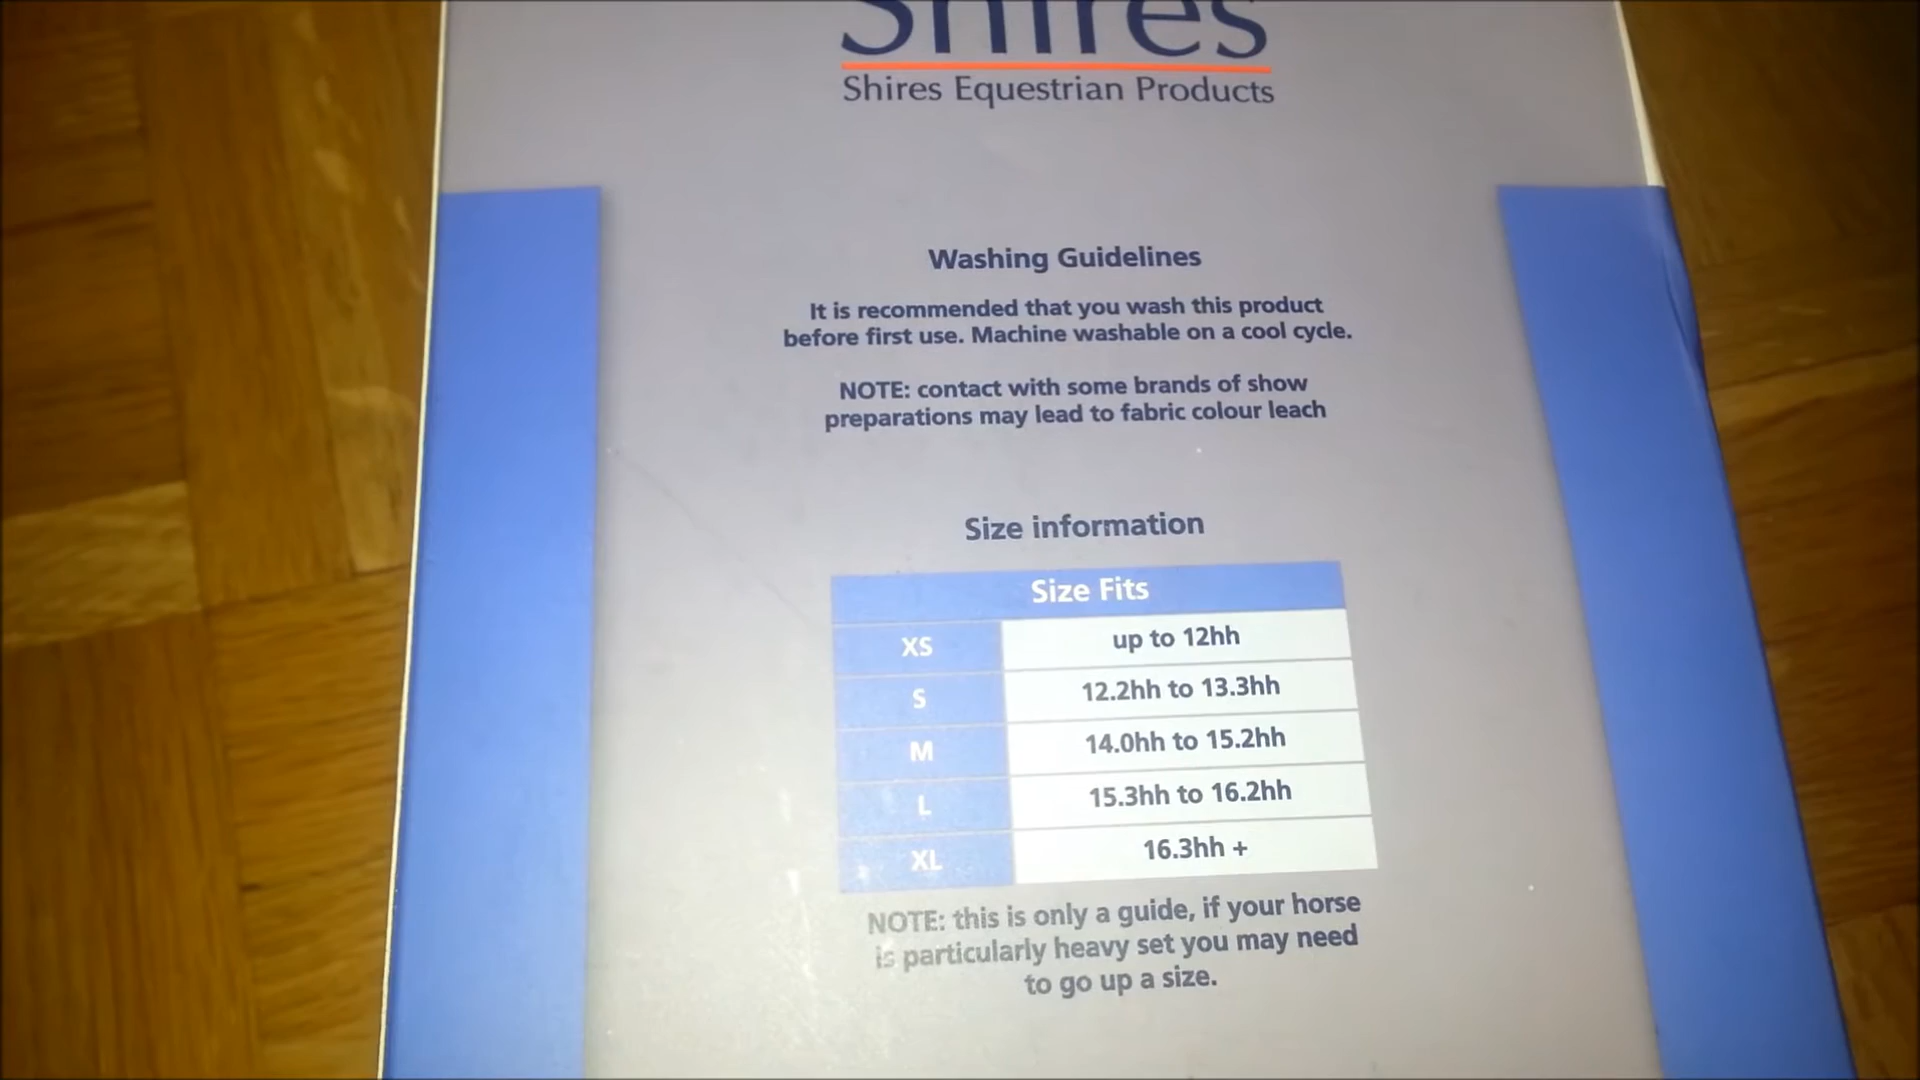 Shires
Shires Equestrian Products
Washing Guidelines
It is recommended that you wash this product
before first use. Machine washable on a cool cycle.
NOTE: contact with some brands of show
preparations may lead to fabric colour leach
Size information
Size Fits
XS up to 12hh
S 12.2hh to 13.3hh
M 14.0hh to 15.2hh
L 15.3hh to 16.2hh
XL 16.3hh +
NOTE: this is only a guide, if your horse
is particularly heavy set you may need
to go up a size.